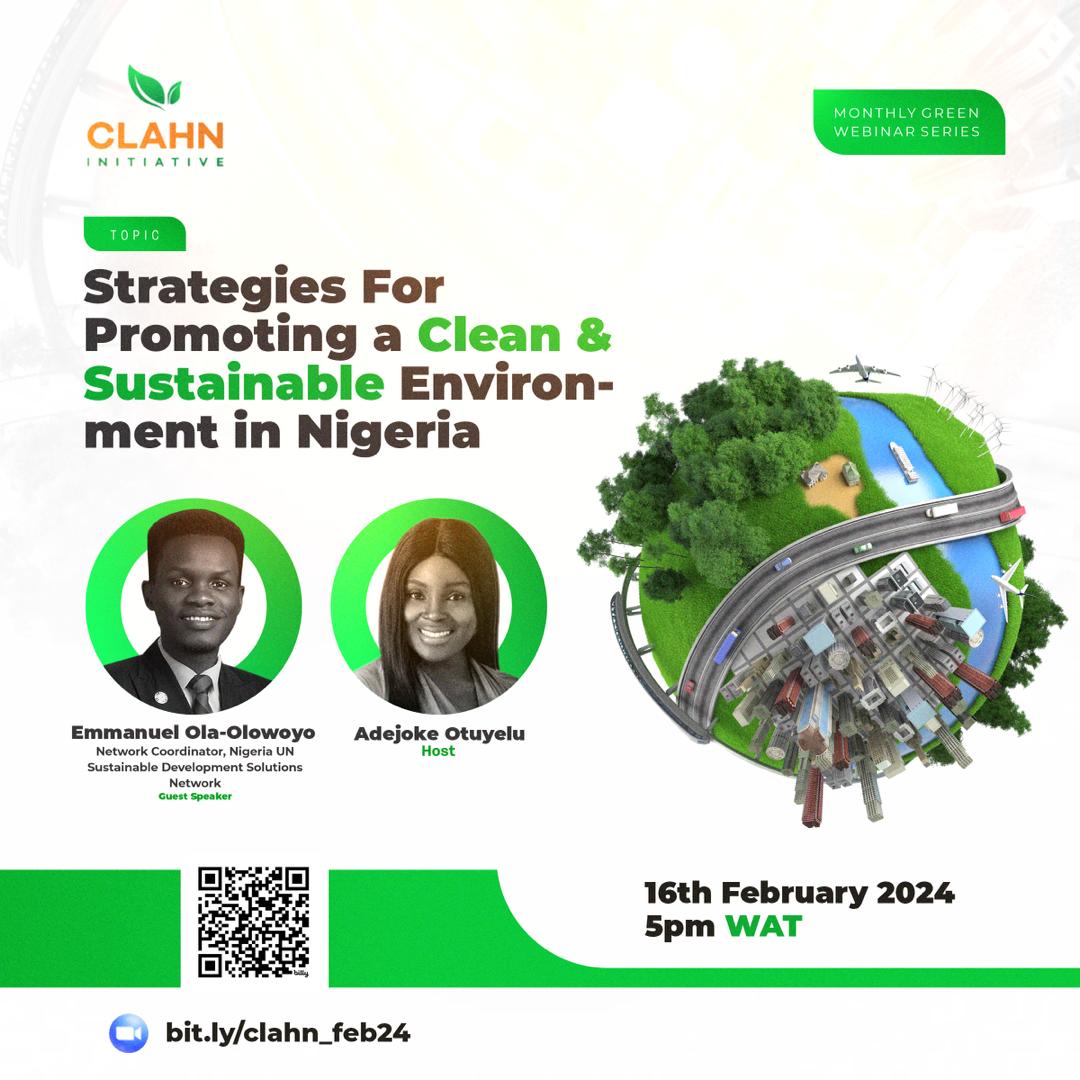 CLAHN
INITIATIVE
MONTHLY GREEN
WEBINAR SERIES
TOPIC
Strategies For
Promoting a Clean &
Sustainable Environ-
ment in Nigeria
Emmanuel Ola-Olowoyo
Network Coordinator, Nigeria UN
Sustainable Development Solutions
Network
Guest Speaker
Adejoke Otuyelu
Host
16th February 2024
5pm WAT
bitly
bit.ly/clahn_feb24